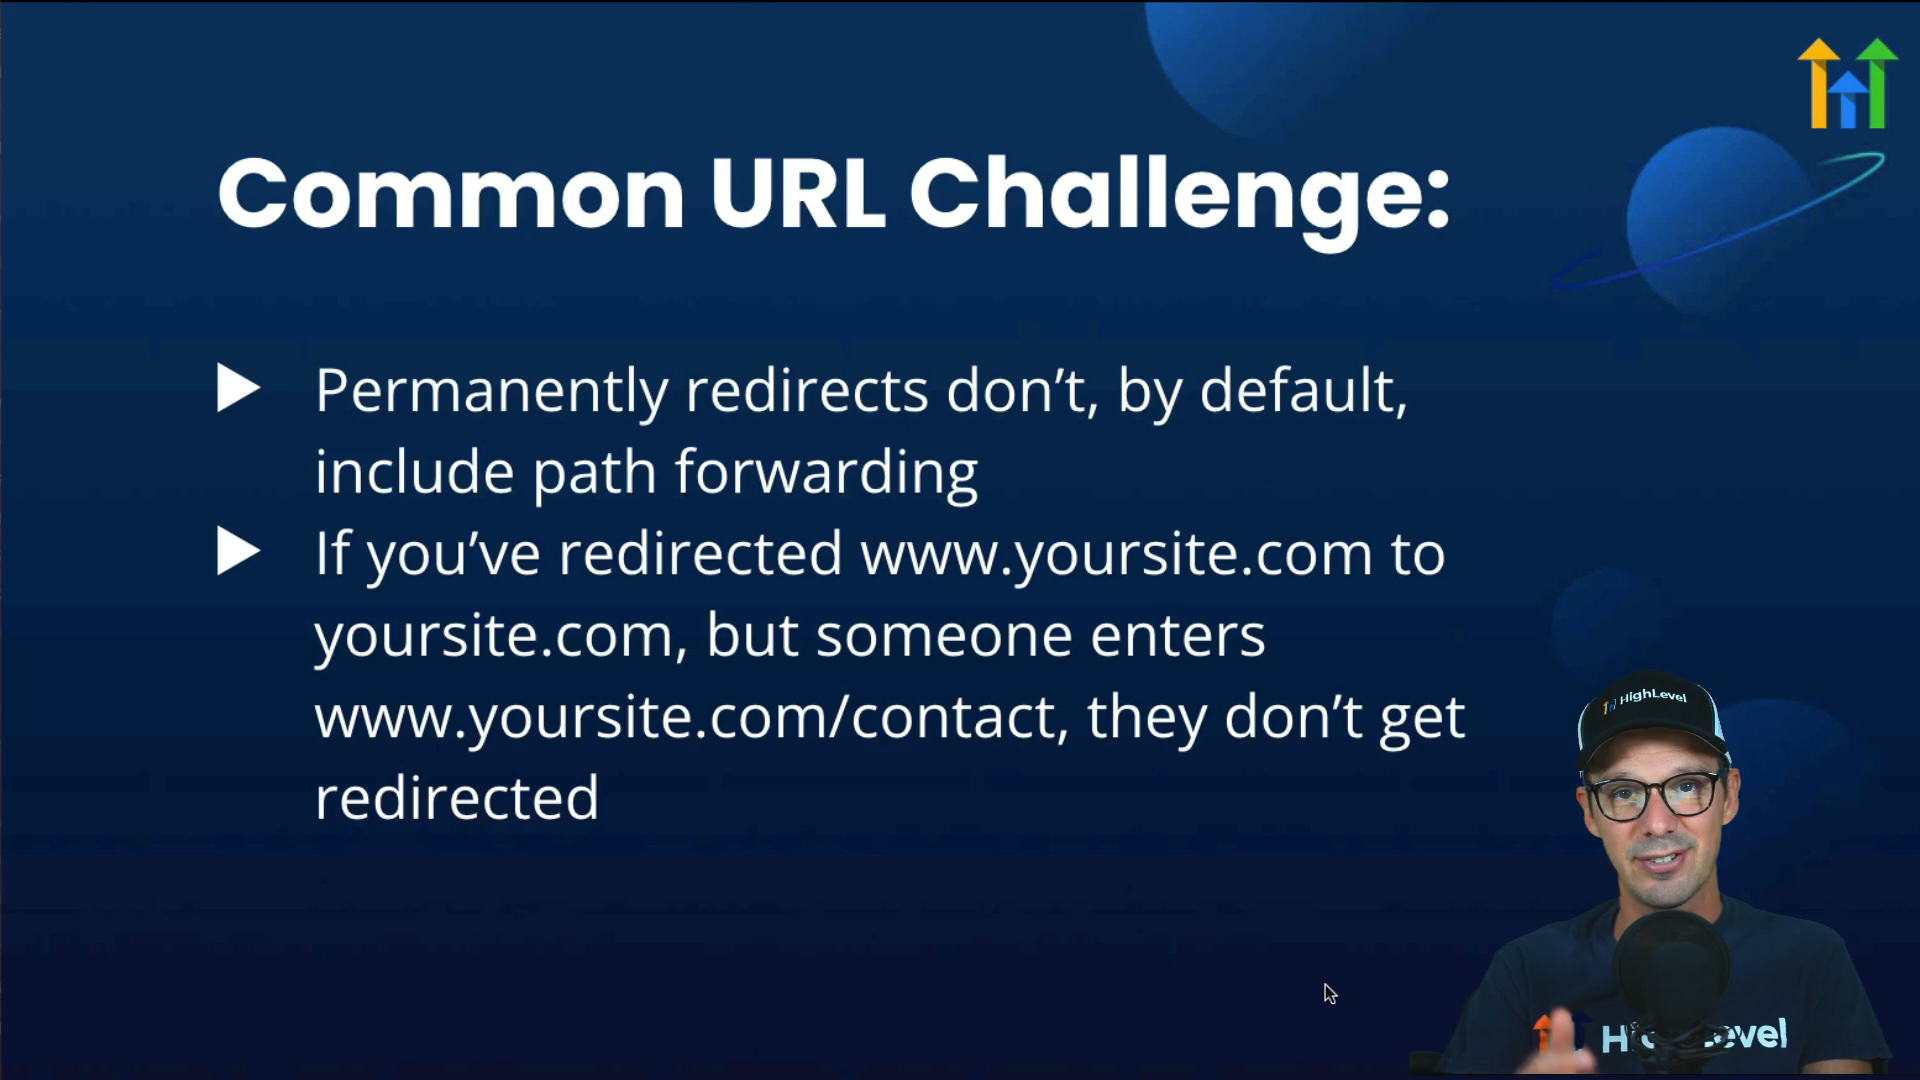 Common URL Challenge:
Permanently redirects don’t, by default,
include path forwarding
If you’ve redirected www.yoursite.com to
yoursite.com, but someone enters
www.yoursite.com/contact, they don’t get
redirected
HighLevel